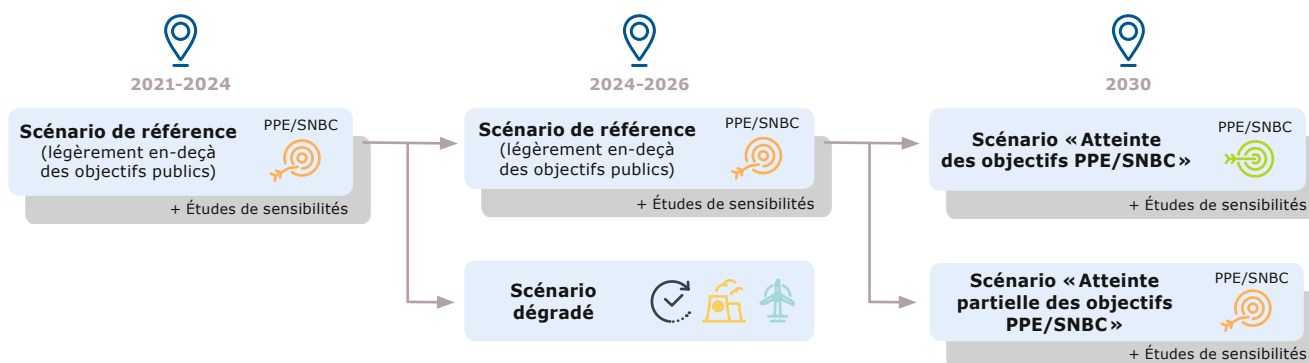 2021-2024
Scénario de référence
(légèrement en-deçà
des objectifs publics)
PPE/SNBC
+ Études de sensibilités
2024-2026
Scénario de référence
(légèrement en-deçà
des objectifs publics)
PPE/SNBC
+ Études de sensibilités
Scénario
dégradé
2030
Scénario « Atteinte
des objectifs PPE/SNBC »
PPE/SNBC
+ Études de sensibilités
Scénario « Atteinte
partielle des objectifs
PPE/SNBC »
PPE/SNBC
+ Études de sensibilités